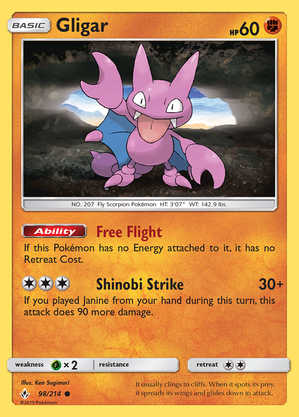 BASIC Gligar HP60
NO. 207 Fly Scorpion Pokémon HT: 3'07" WT: 142.9 lbs.
Ability Free Flight
If this Pokémon has no Energy attached to it, it has no
Retreat Cost.
Shinobi Strike 30+
If you played Janine from your hand during this turn, this
attack does 90 more damage.
weakness ×2 resistance retreat
Illus. Ken Sugimori
98/214
©2019 Pokémon
It usually clings to cliffs. When it spots its prey,
it spreads its wings and glides down to attack.